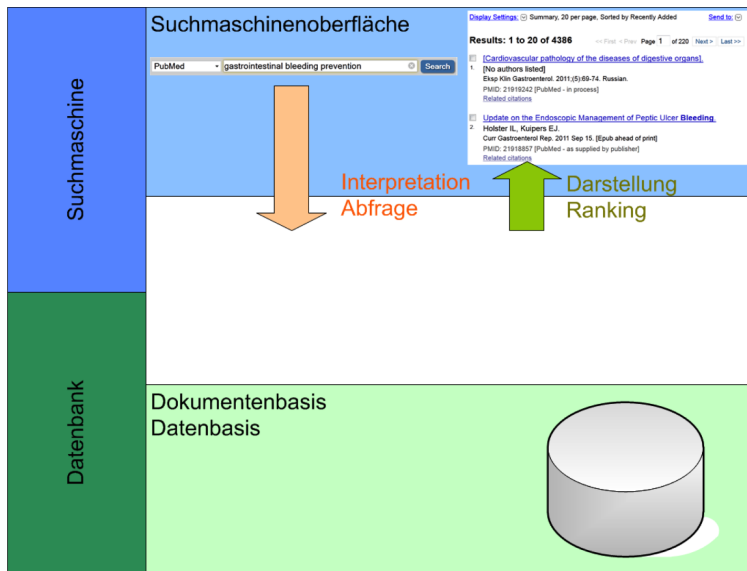 Suchmaschine
Suchmaschinenoberfläche
PubMed gastrointestinal bleeding prevention Search
Display Settings: Summary, 20 per page, Sorted by Recently Added Send to:
Results: 1 to 20 of 4386 << First < Prev Page 1 of 220 Next > Last >>
[Cardiovascular pathology of the diseases of digestive organs].
1. [No authors listed]
Eksp Klin Gastroenterol. 2011;(5):69-74. Russian.
PMID: 21919242 [PubMed - in process]
Related citations
Update on the Endoscopic Management of Peptic Ulcer Bleeding.
2. Holster IL, Kuipers EJ.
Curr Gastroenterol Rep. 2011 Sep 15. [Epub ahead of print]
PMID: 21918857 [PubMed - as supplied by publisher]
Related citations
Interpretation
Abfrage
Darstellung
Ranking
Datenbank
Dokumentenbasis
Datenbasis